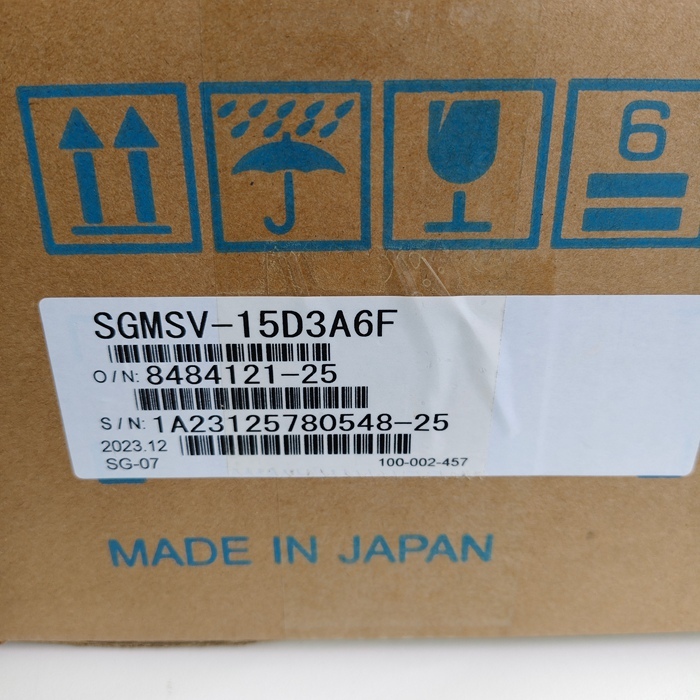 6
SGMSV-15D3A6F
O/N: 8484121-25
S/N: 1A23125780548-25
2023.12
SG-07 100-002-457
MADE IN JAPAN